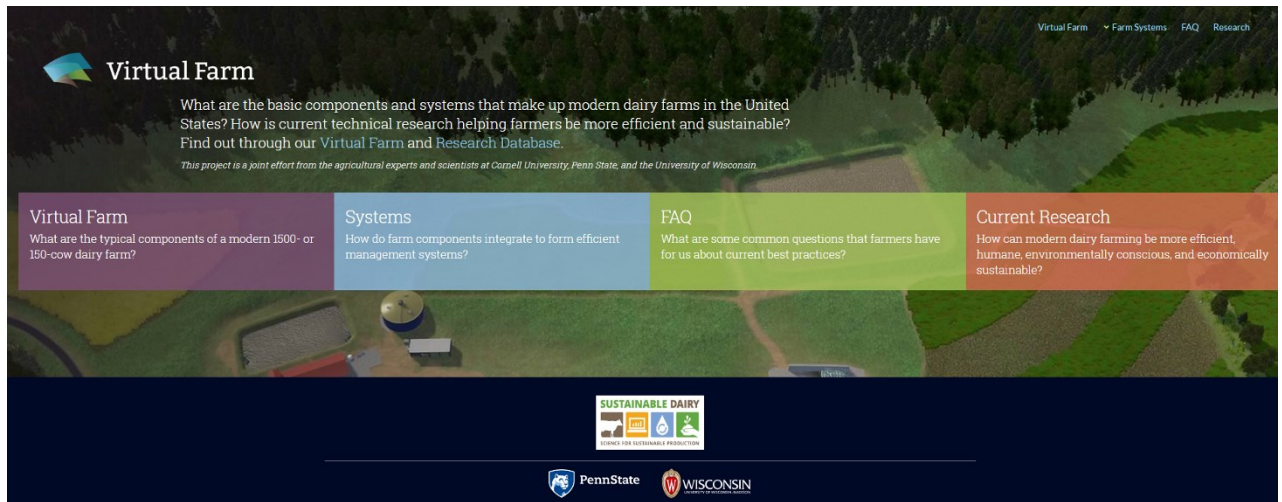 Virtual Farm Farm Systems FAQ Research
Virtual Farm
What are the basic components and systems that make up modern dairy farms in the United
States? How is current technical research helping farmers be more efficient and sustainable?
Find out through our Virtual Farm and Research Database.
This project is a joint effort from the agricultural experts and scientists at Cornell University, Penn State, and the University of Wisconsin
Virtual Farm
What are the typical components of a modern 1500- or
150-cow dairy farm?
Systems
How do farm components integrate to form efficient
management systems?
FAQ
What are some common questions that farmers have
for us about current best practices?
Current Research
How can modern dairy farming be more efficient,
humane, environmentally conscious, and economically
sustainable?
SUSTAINABLE DAIRY
SCIENCE FOR SUSTAINABLE PRODUCTION
PennState
W WISCONSIN
UNIVERSITY OF WISCONSIN-MADISON